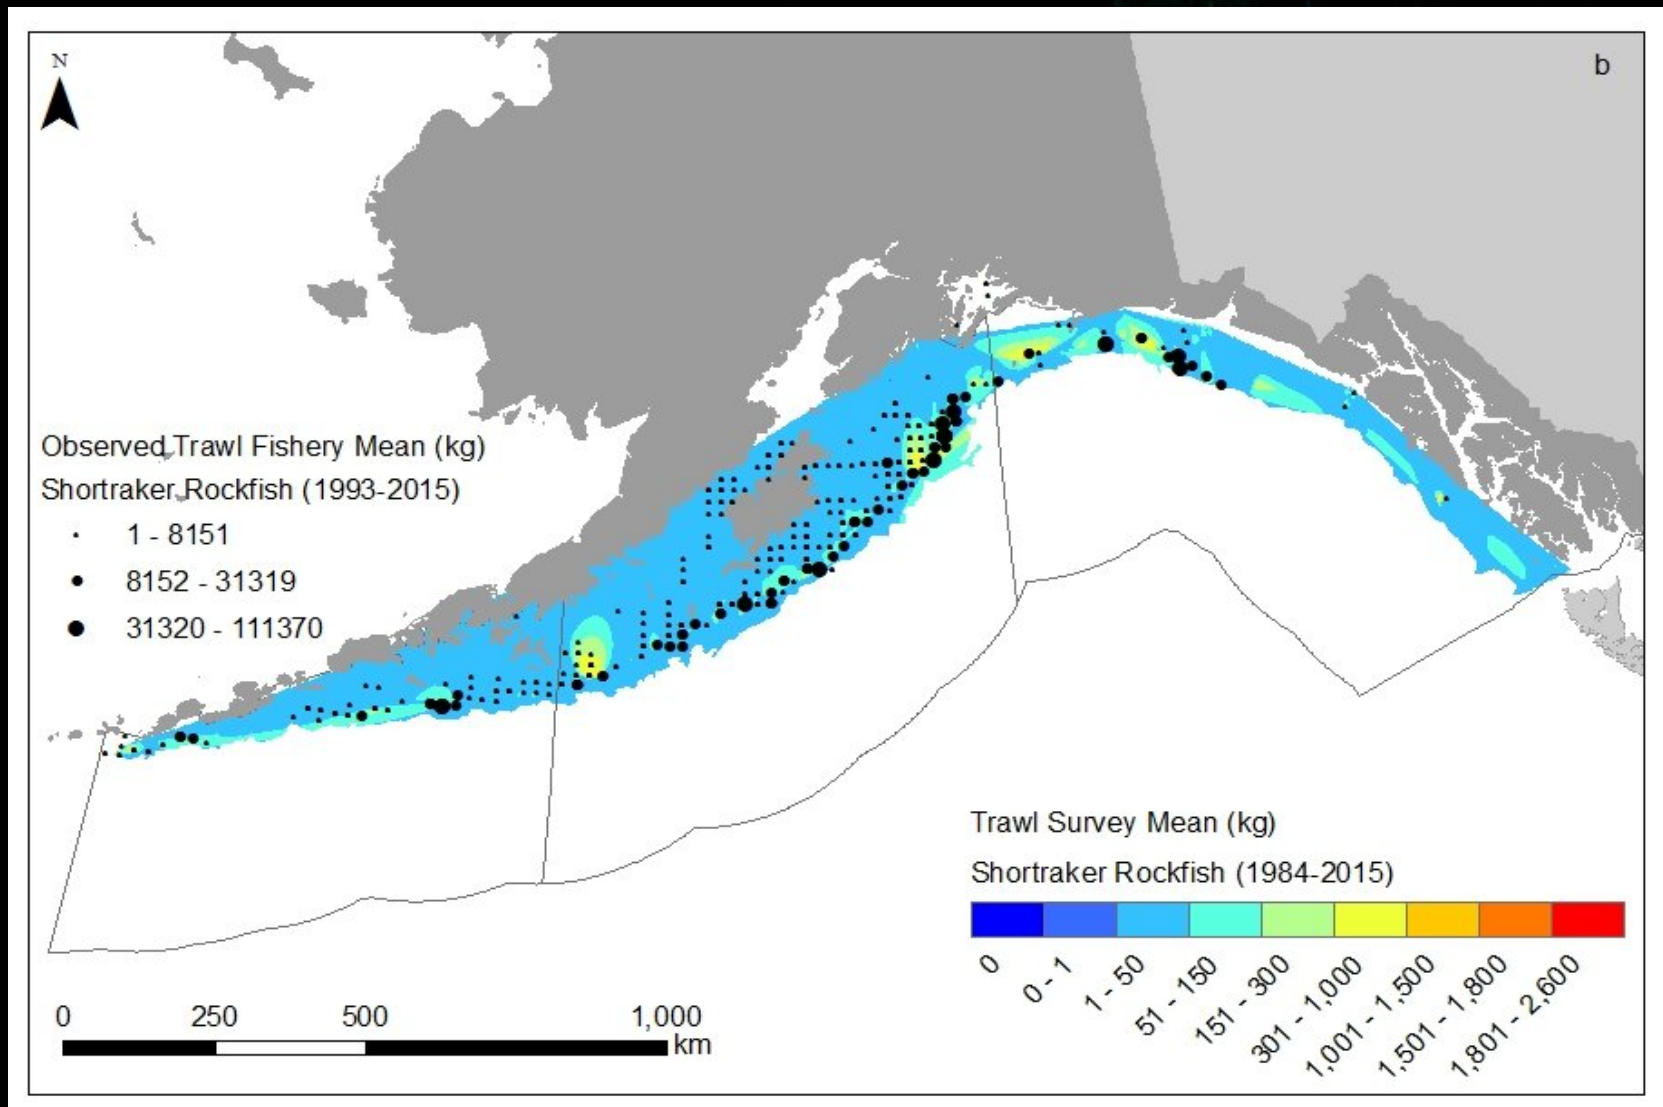 N
b
Observed Trawl Fishery Mean (kg)
Shortraker Rockfish (1993-2015)
1 - 8151
8152 - 31319
31320 - 111370
Trawl Survey Mean (kg)
Shortraker Rockfish (1984-2015)
0
0 - 1
1 - 50
51 - 150
151 - 300
301 - 1,000
1,001 - 1,500
1,501 - 1,800
1,801 - 2,600
0 250 500 1,000
km